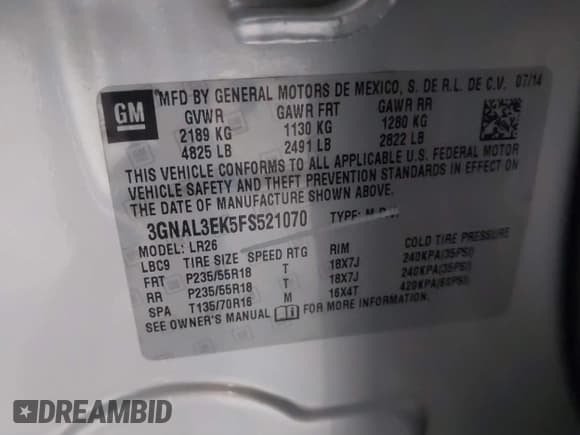 GM
MFD BY GENERAL MOTORS DE MEXICO, S. DE R.L. DE C.V. 07/14
GVWR GAWR FRT GAWR RR
2189 KG 1130 KG 1280 KG
4825 LB 2491 LB 2822 LB
THIS VEHICLE CONFORMS TO ALL APPLICABLE U.S. FEDERAL MOTOR
VEHICLE SAFETY AND THEFT PREVENTION STANDARDS IN EFFECT ON
THE DATE OF MANUFACTURE SHOWN ABOVE.
3GNAL3EK5FS521070 TYPE: M.P.V.
MODEL: LR26
LBC9 TIRE SIZE SPEED RTG RIM COLD TIRE PRESSURE
FRT P235/55R18 T 18X7J 240KPA(35PSI)
RR P235/55R18 T 18X7J 240KPA(35PSI)
SPA T135/70R16 M 16X4T 420KPA(60PSI)
SEE OWNER'S MANUAL FOR MORE INFORMATION
DREAMBID